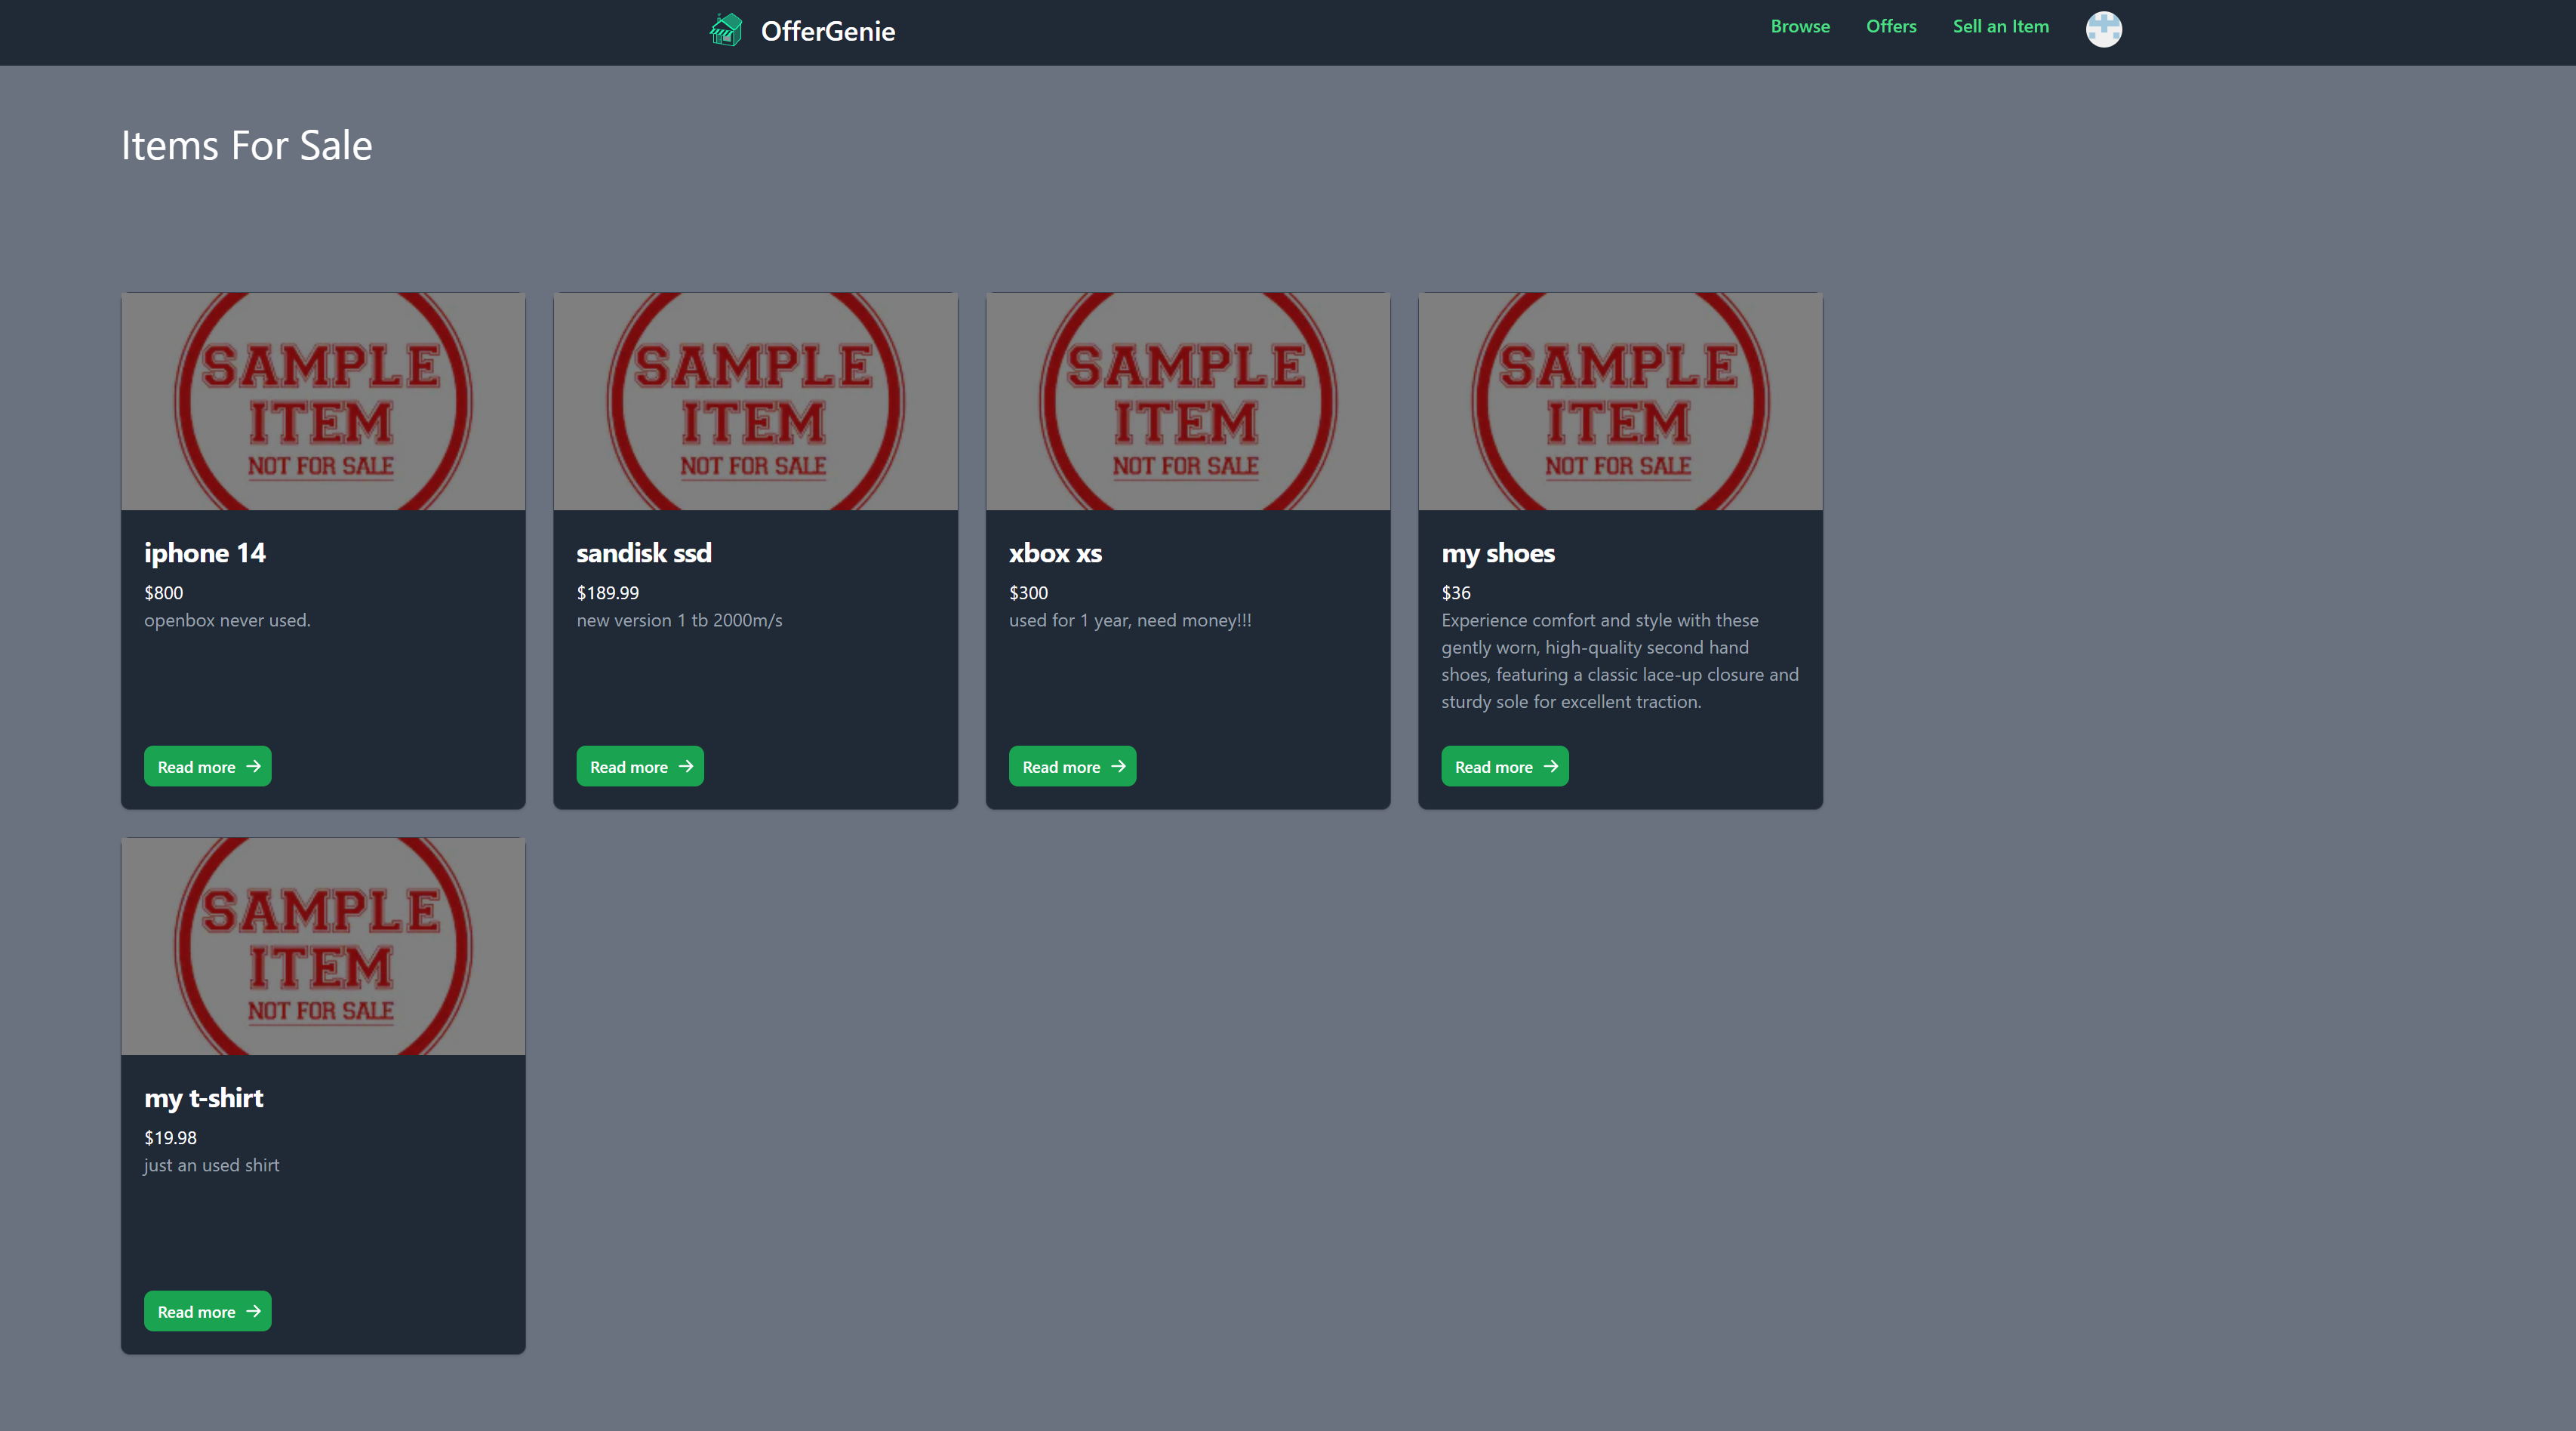 OfferGenie
Browse
Offers
Sell an Item
Items For Sale
SAMPLE
ITEM
NOT FOR SALE
iphone 14
$800
openbox never used.
Read more
SAMPLE
ITEM
NOT FOR SALE
sandisk ssd
$189.99
new version 1 tb 2000m/s
Read more
SAMPLE
ITEM
NOT FOR SALE
xbox xs
$300
used for 1 year, need money!!!
Read more
SAMPLE
ITEM
NOT FOR SALE
my shoes
$36
Experience comfort and style with these
gently worn, high-quality second hand
shoes, featuring a classic lace-up closure and
sturdy sole for excellent traction.
Read more
SAMPLE
ITEM
NOT FOR SALE
my t-shirt
$19.98
just an used shirt
Read more